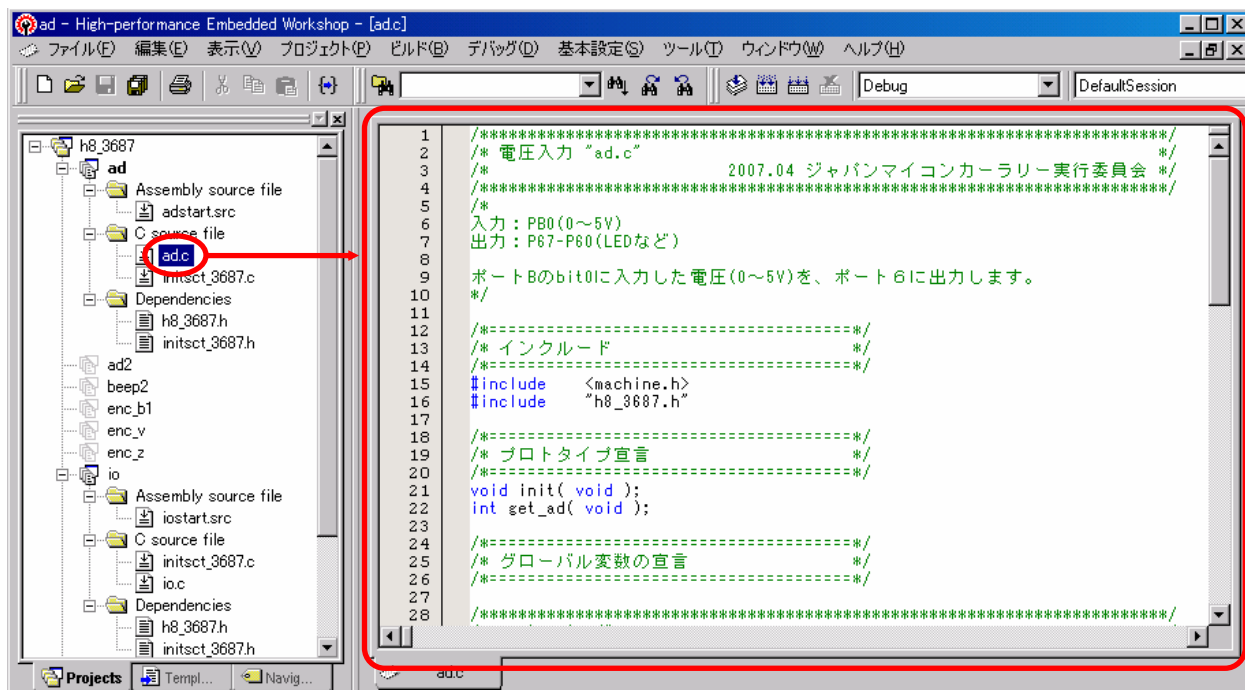 ad - High-performance Embedded Workshop - [ad.c]
ファイル(F) 編集(E) 表示(V) プロジェクト(P) ビルド(B) デバッグ(D) 基本設定(S) ツール(T) ウィンドウ(W) ヘルプ(H)
Debug DefaultSession
h8_3687
ad
Assembly source file
adstart.src
C source file
ad.c
initsct_3687.c
Dependencies
h8_3687.h
initsct_3687.h
ad2
beep2
enc_b1
enc_v
enc_z
io
Assembly source file
iostart.src
C source file
initsct_3687.c
io.c
Dependencies
h8_3687.h
initsct_3687.h
Projects Templ... Navig...
1 /************************************************************************/
2 /* 電圧入力 "ad.c" */
3 /* 2007.04 ジャパンマイコンカーラリー実行委員会 */
4 /************************************************************************/
5 /*
6 入力：PB0(0～5V)
7 出力：P67-P60(LEDなど)
8
9 ポートBのbit0に入力した電圧(0～5V)を、ポート６に出力します。
10 */
11
12 /*======================================*/
13 /* インクルード */
14 /*======================================*/
15 #include <machine.h>
16 #include "h8_3687.h"
17
18 /*======================================*/
19 /* プロトタイプ宣言 */
20 /*======================================*/
21 void init( void );
22 int get_ad( void );
23
24 /*======================================*/
25 /* グローバル変数の宣言 */
26 /*======================================*/
27
28 /************************************************************************/
ad.c